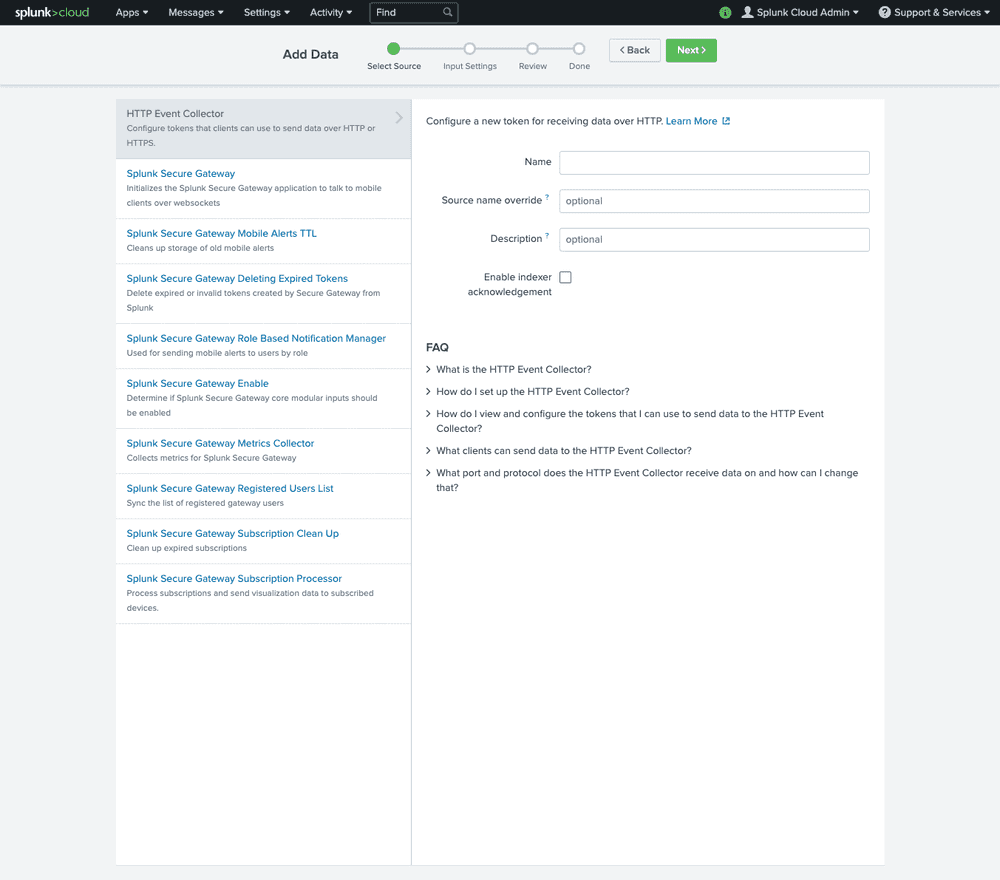 splunk>cloud Apps Messages Settings Activity Find i Splunk Cloud Admin ? Support & Services
Add Data
Select Source Input Settings Review Done
Back Next
HTTP Event Collector
Configure tokens that clients can use to send data over HTTP or
HTTPS.
Splunk Secure Gateway
Initializes the Splunk Secure Gateway application to talk to mobile
clients over websockets
Splunk Secure Gateway Mobile Alerts TTL
Cleans up storage of old mobile alerts
Splunk Secure Gateway Deleting Expired Tokens
Delete expired or invalid tokens created by Secure Gateway from
Splunk
Splunk Secure Gateway Role Based Notification Manager
Used for sending mobile alerts to users by role
Splunk Secure Gateway Enable
Determine if Splunk Secure Gateway core modular inputs should
be enabled
Splunk Secure Gateway Metrics Collector
Collects metrics for Splunk Secure Gateway
Splunk Secure Gateway Registered Users List
Sync the list of registered gateway users
Splunk Secure Gateway Subscription Clean Up
Clean up expired subscriptions
Splunk Secure Gateway Subscription Processor
Process subscriptions and send visualization data to subscribed
devices.
Configure a new token for receiving data over HTTP. Learn More
Name
Source name override ? optional
Description ? optional
Enable indexer
acknowledgement
FAQ
What is the HTTP Event Collector?
How do I set up the HTTP Event Collector?
How do I view and configure the tokens that I can use to send data to the HTTP Event
Collector?
What clients can send data to the HTTP Event Collector?
What port and protocol does the HTTP Event Collector receive data on and how can I change
that?